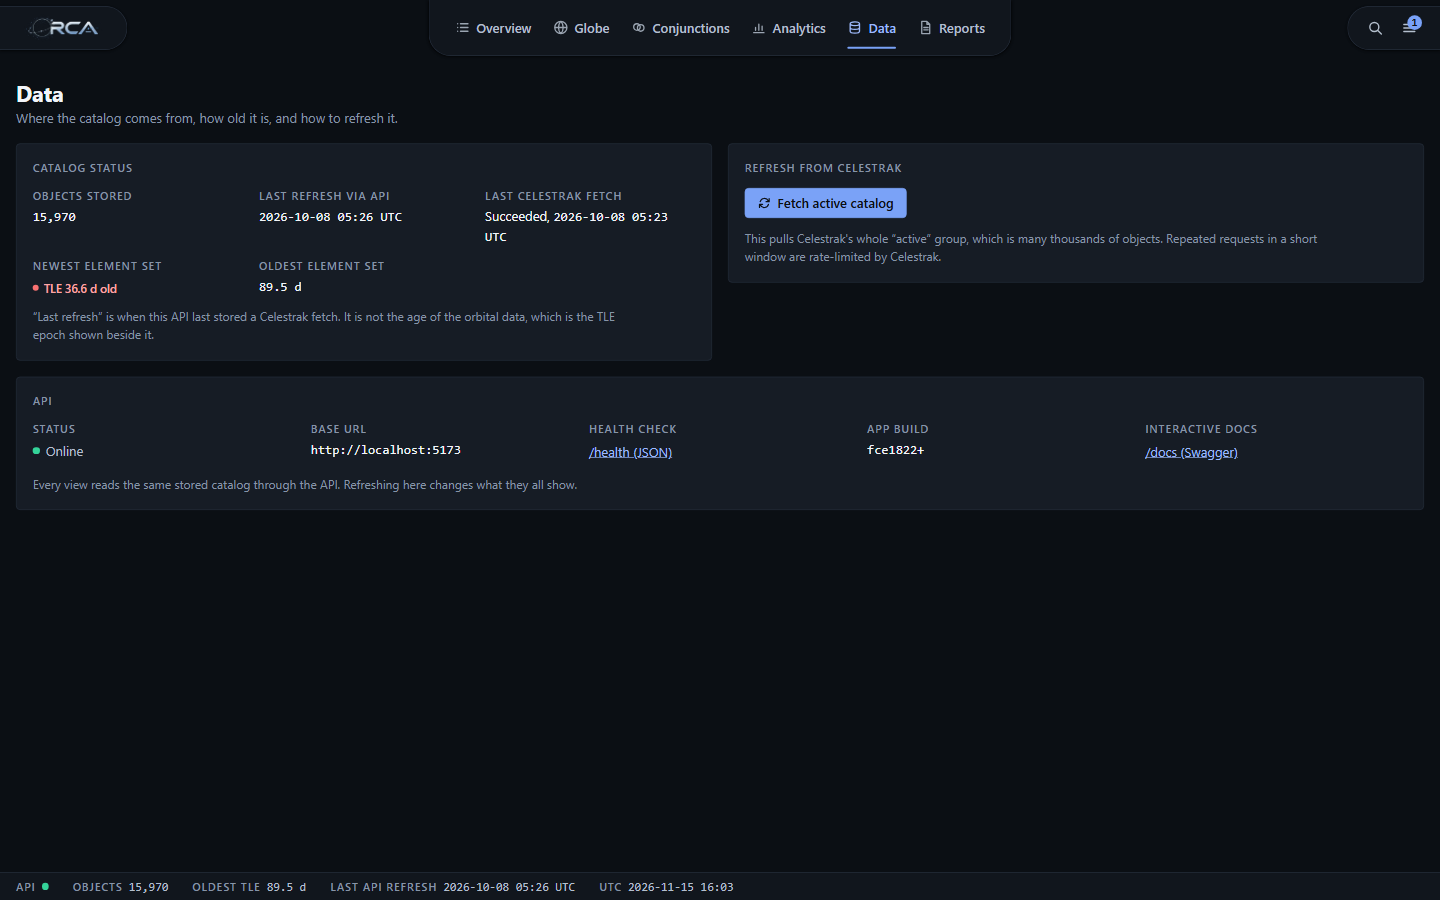 ORCA
Overview
Globe
Conjunctions
Analytics
Data
Reports
1
Data
Where the catalog comes from, how old it is, and how to refresh it.
CATALOG STATUS
OBJECTS STORED
15,970
LAST REFRESH VIA API
2026-10-08 05:26 UTC
LAST CELESTRAK FETCH
Succeeded, 2026-10-08 05:23
UTC
NEWEST ELEMENT SET
TLE 36.6 d old
OLDEST ELEMENT SET
89.5 d
“Last refresh” is when this API last stored a Celestrak fetch. It is not the age of the orbital data, which is the TLE
epoch shown beside it.
REFRESH FROM CELESTRAK
Fetch active catalog
This pulls Celestrak's whole “active” group, which is many thousands of objects. Repeated requests in a short
window are rate-limited by Celestrak.
API
STATUS
Online
BASE URL
http://localhost:5173
HEALTH CHECK
/health (JSON)
APP BUILD
fce1822+
INTERACTIVE DOCS
/docs (Swagger)
Every view reads the same stored catalog through the API. Refreshing here changes what they all show.
API
OBJECTS 15,970
OLDEST TLE 89.5 d
LAST API REFRESH 2026-10-08 05:26 UTC
UTC 2026-11-15 16:03